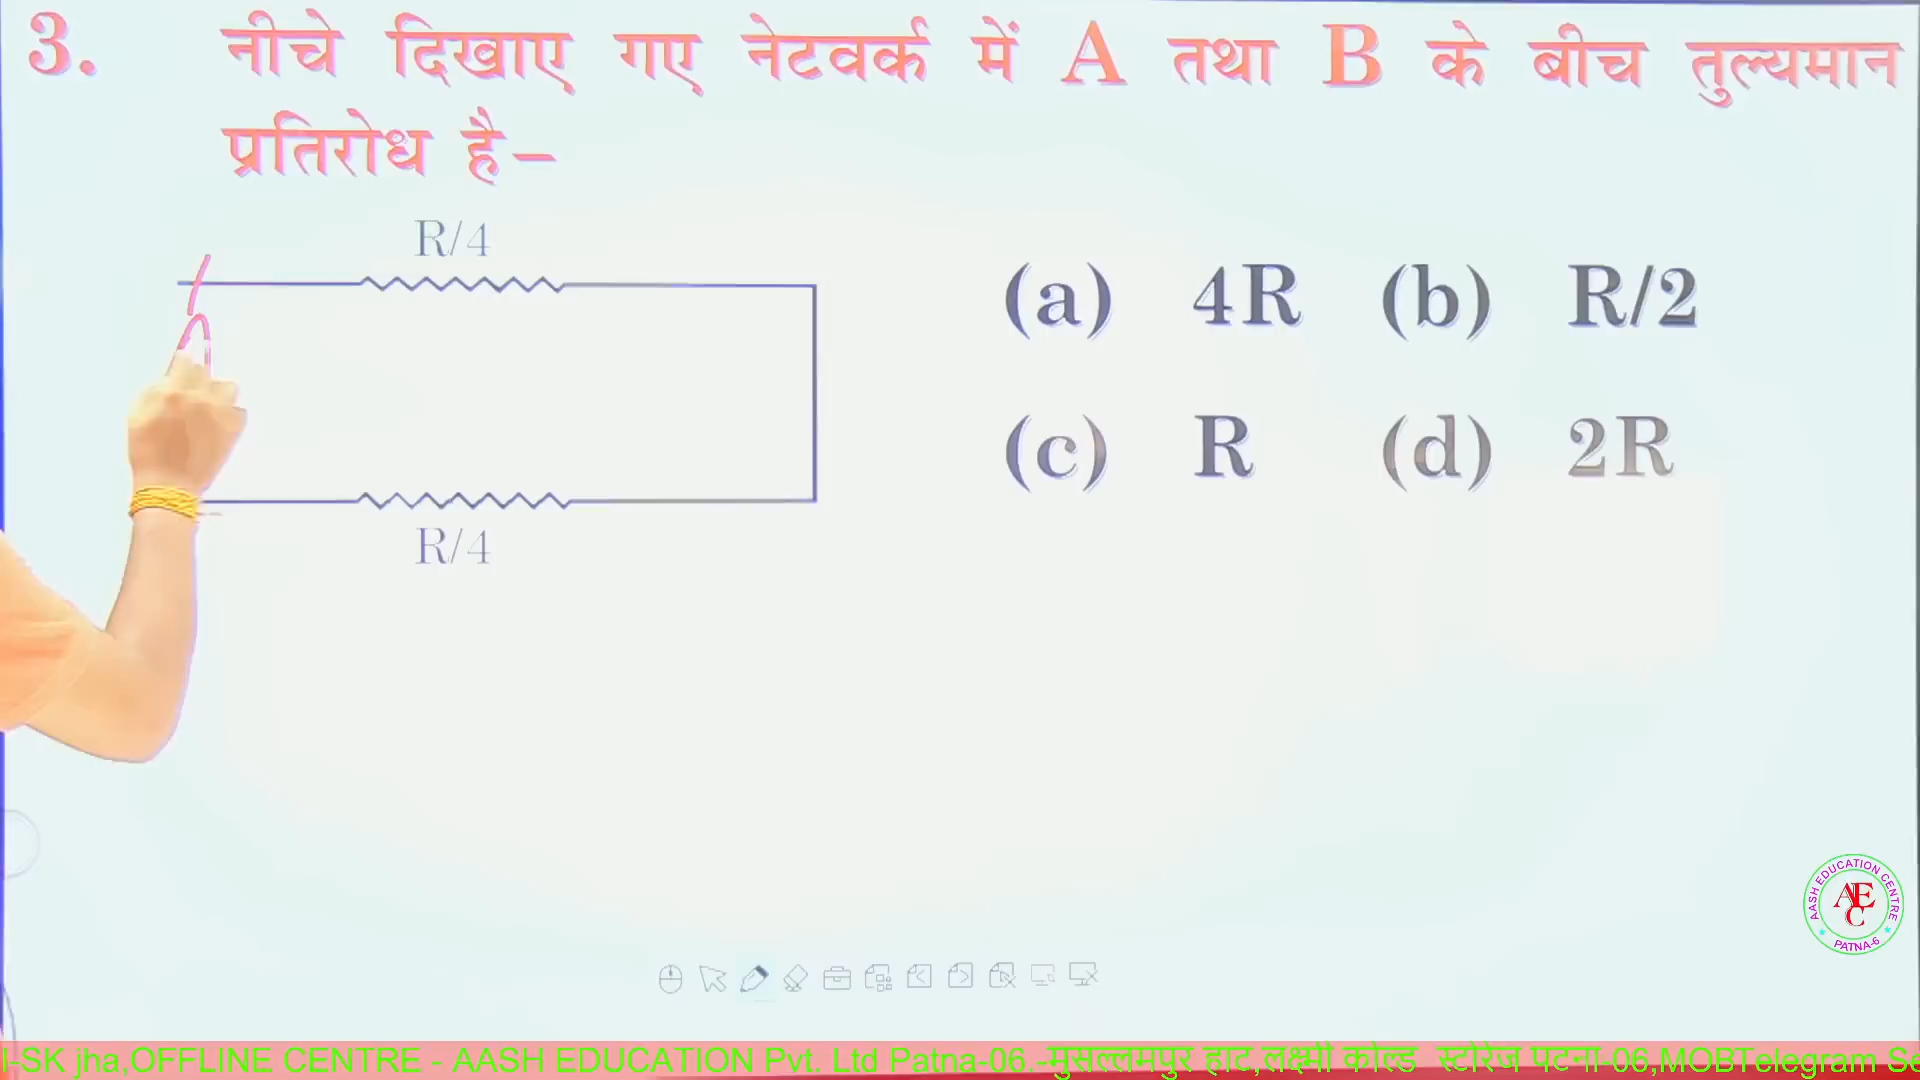 3. नीचे दिखाए गए नेटवर्क में A तथा B के बीच तुल्यमान
प्रतिरोध है–
R/4
(a) 4R (b) R/2
(c) R (d) 2R
R/4
AASH EDUCATION CENTRE
AEC
PATNA-6
I-SK jha,OFFLINE CENTRE - AASH EDUCATION Pvt. Ltd Patna-06.-मुसल्लमपुर हाट,लक्ष्मी कोल्ड स्टोरेज पटना-06,MOBTelegram Se